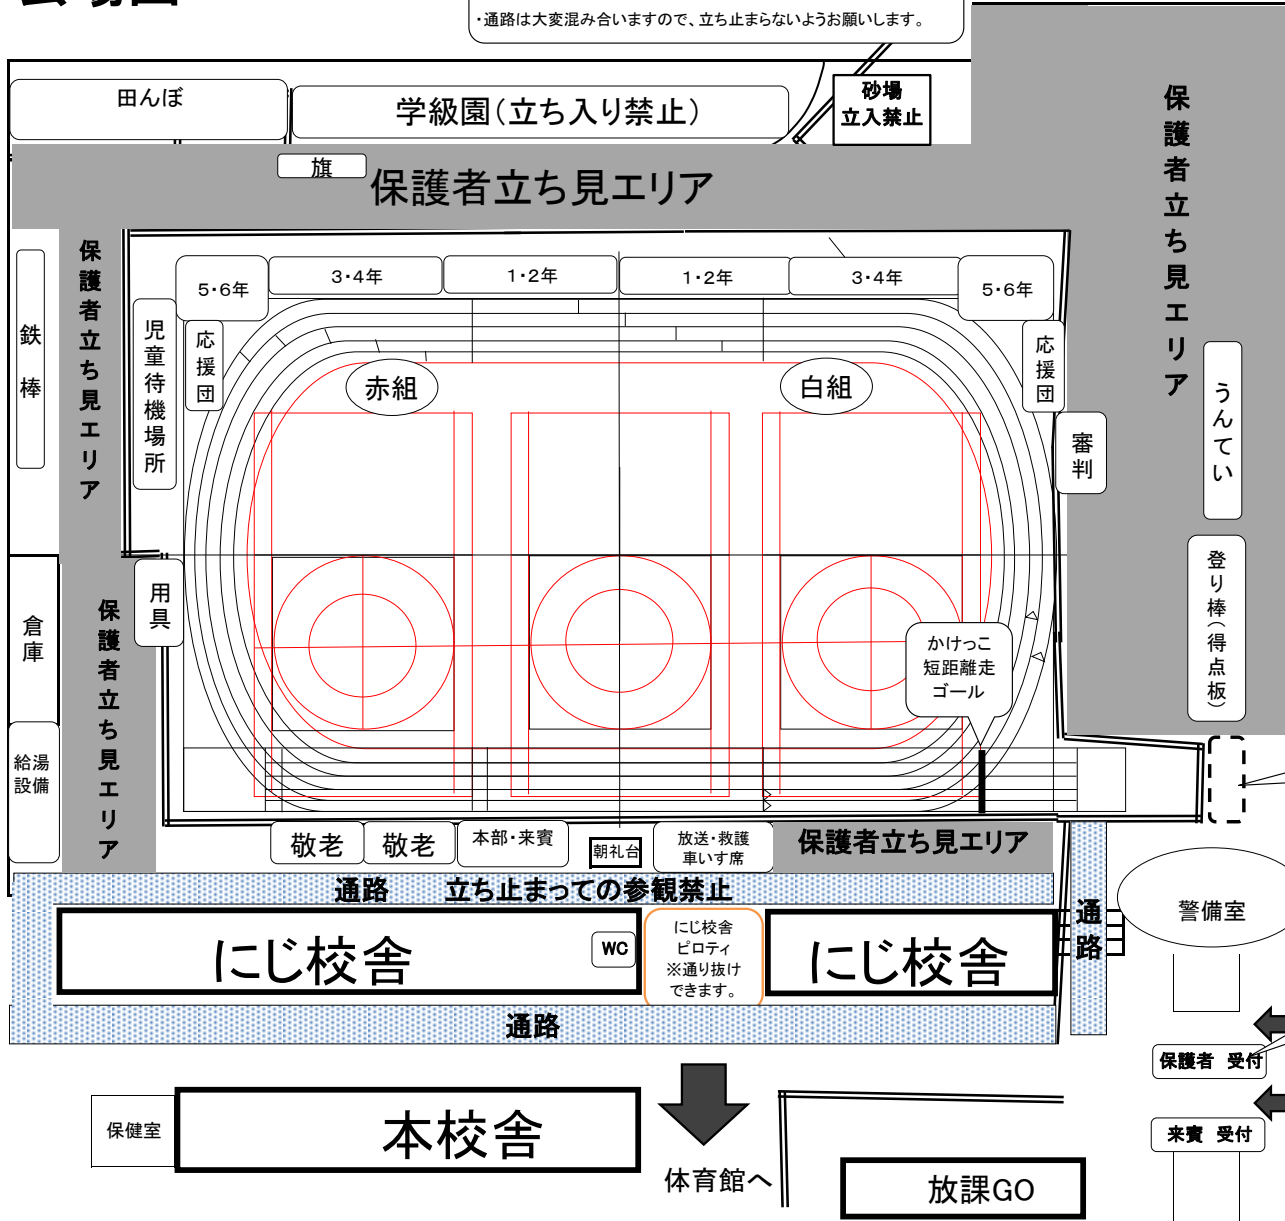 会場図
・通路は大変混み合いますので、立ち止まらないようお願いします。
田んぼ
学級園(立ち入り禁止)
砂場
立入禁止
旗
保護者立ち見エリア
保護者立ち見エリア
保護者立ち見エリア
鉄棒
児童待機場所
5・6年
3・4年
1・2年
1・2年
3・4年
5・6年
応援団
応援団
赤組
白組
審判
うんてい
登り棒(得点板)
用具
倉庫
給湯
設備
保護者立ち見エリア
かけっこ
短距離走
ゴール
敬老
敬老
本部・来賓
朝礼台
放送・救護
車いす席
保護者立ち見エリア
通路 立ち止まっての参観禁止
通路
警備室
にじ校舎
WC
にじ校舎
ピロティ
※通り抜け
できます。
にじ校舎
通路
保護者 受付
来賓 受付
保健室
本校舎
体育館へ
放課GO